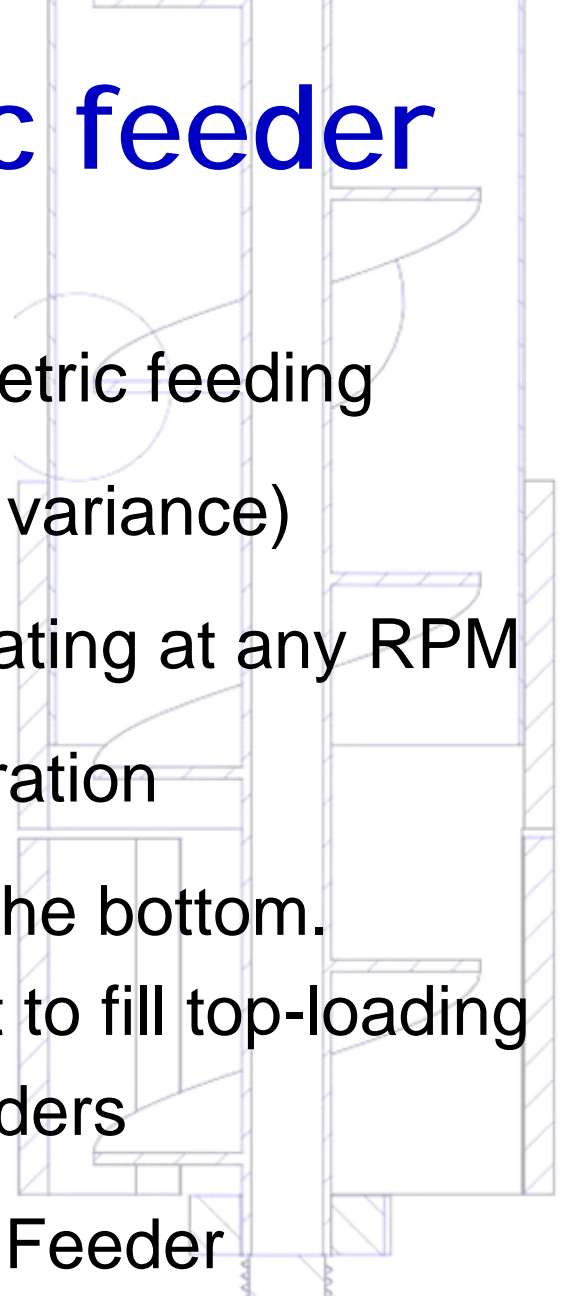 c feeder
etric feeding
variance)
ating at any RPM
ration
he bottom.
t to fill top-loading
ders
Feeder